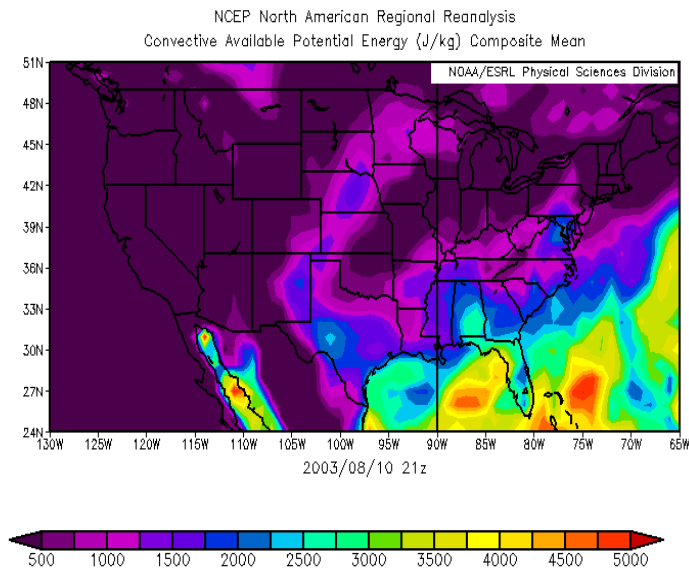 NCEP North American Regional Reanalysis
Convective Available Potential Energy (J/kg) Composite Mean
NOAA/ESRL Physical Sciences Division
51N
48N
45N
42N
39N
36N
33N
30N
27N
24N
130W 125W 120W 115W 110W 105W 100W 95W 90W 85W 80W 75W 70W 65W
2003/08/10 21z
500 1000 1500 2000 2500 3000 3500 4000 4500 5000